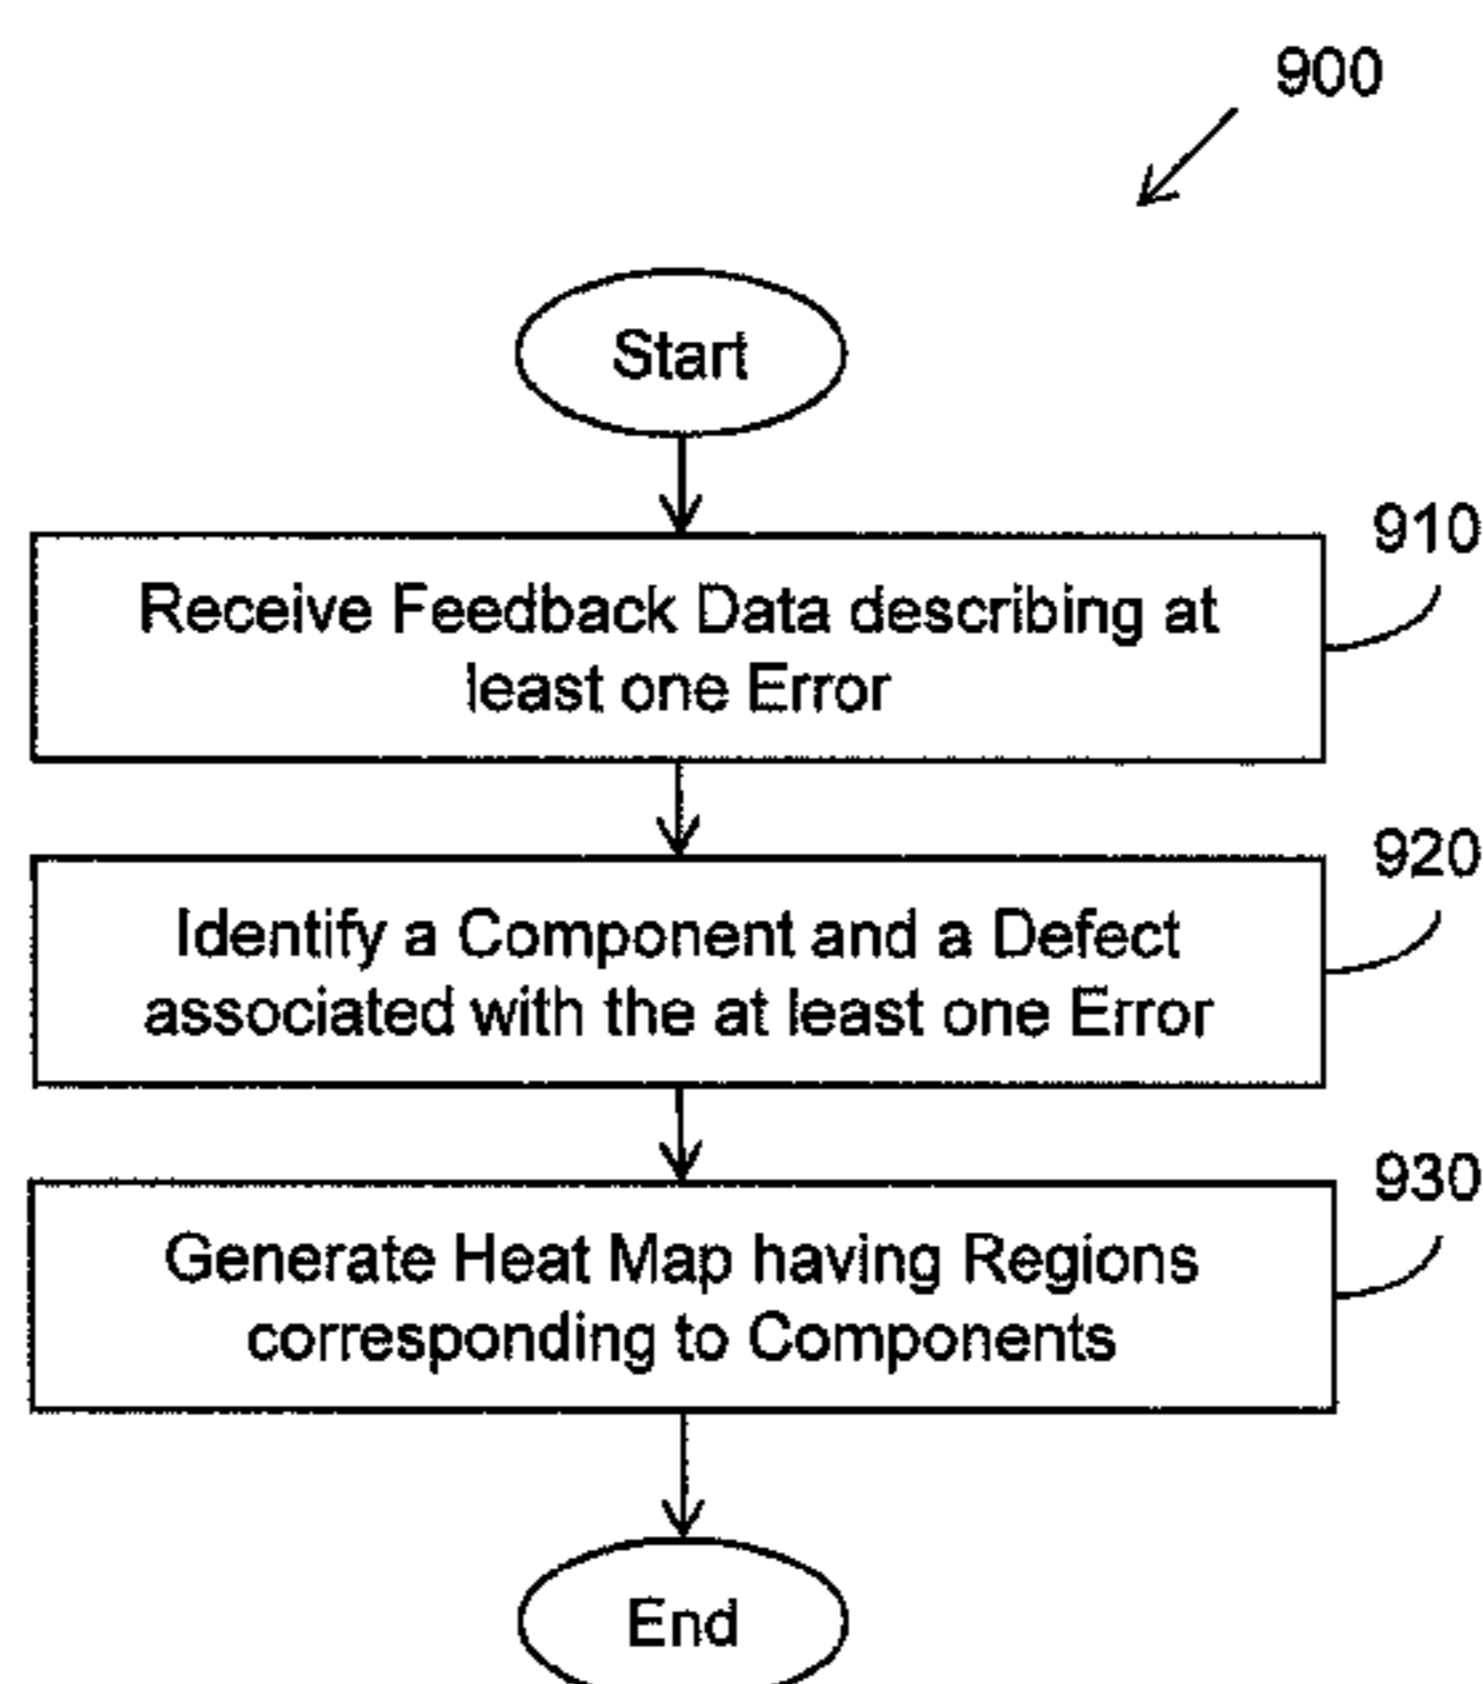 900
Start
910
Receive Feedback Data describing at
least one Error
920
Identify a Component and a Defect
associated with the at least one Error
930
Generate Heat Map having Regions
corresponding to Components
End